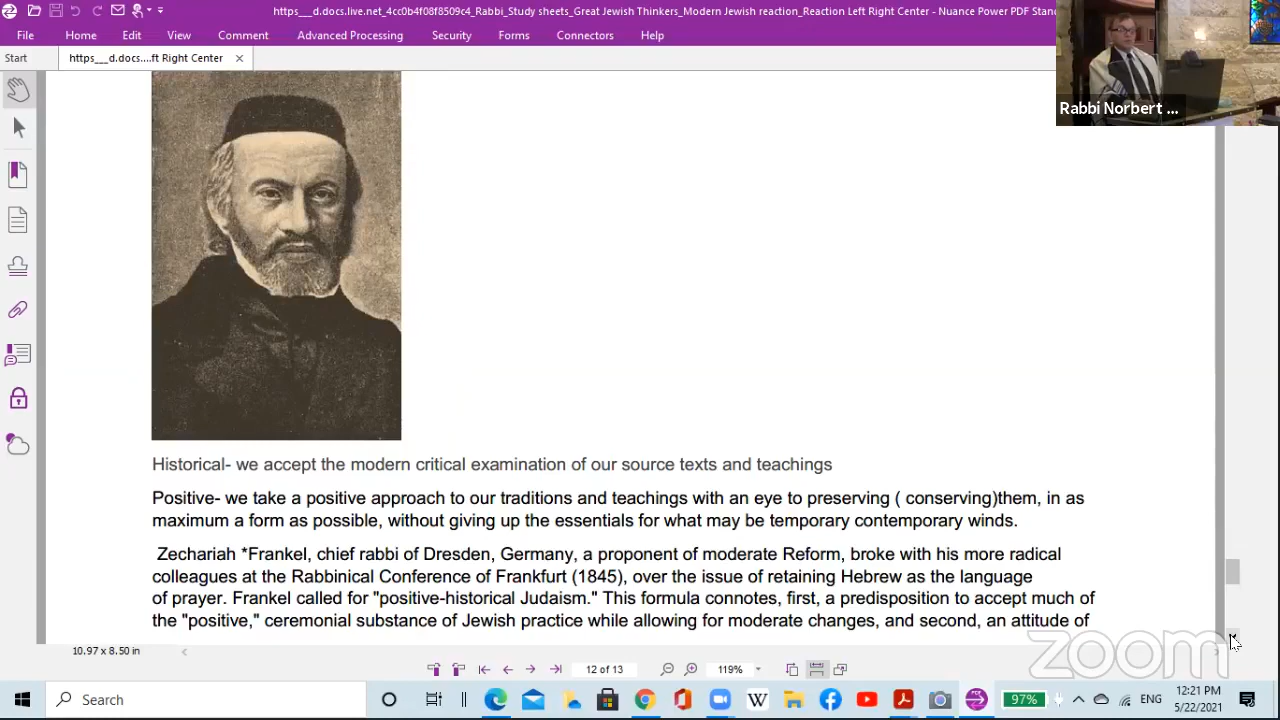 https___d.docs.live.net_4cc0b4f08f8509c4_Rabbi_Study sheets_Great Jewish Thinkers_Modern Jewish reaction_Reaction Left Right Center - Nuance Power PDF Stan
File Home Edit View Comment Advanced Processing Security Forms Connectors Help
Start https___d.docs....ft Right Center
Rabbi Norbert ...
Historical- we accept the modern critical examination of our source texts and teachings
Positive- we take a positive approach to our traditions and teachings with an eye to preserving ( conserving)them, in as
maximum a form as possible, without giving up the essentials for what may be temporary contemporary winds.
Zechariah *Frankel, chief rabbi of Dresden, Germany, a proponent of moderate Reform, broke with his more radical
colleagues at the Rabbinical Conference of Frankfurt (1845), over the issue of retaining Hebrew as the language
of prayer. Frankel called for "positive-historical Judaism." This formula connotes, first, a predisposition to accept much of
the "positive," ceremonial substance of Jewish practice while allowing for moderate changes, and second, an attitude of
zoom
10.97 x 8.50 in
12 of 13 119%
Search
W
97% ENG
12:21 PM
5/22/2021